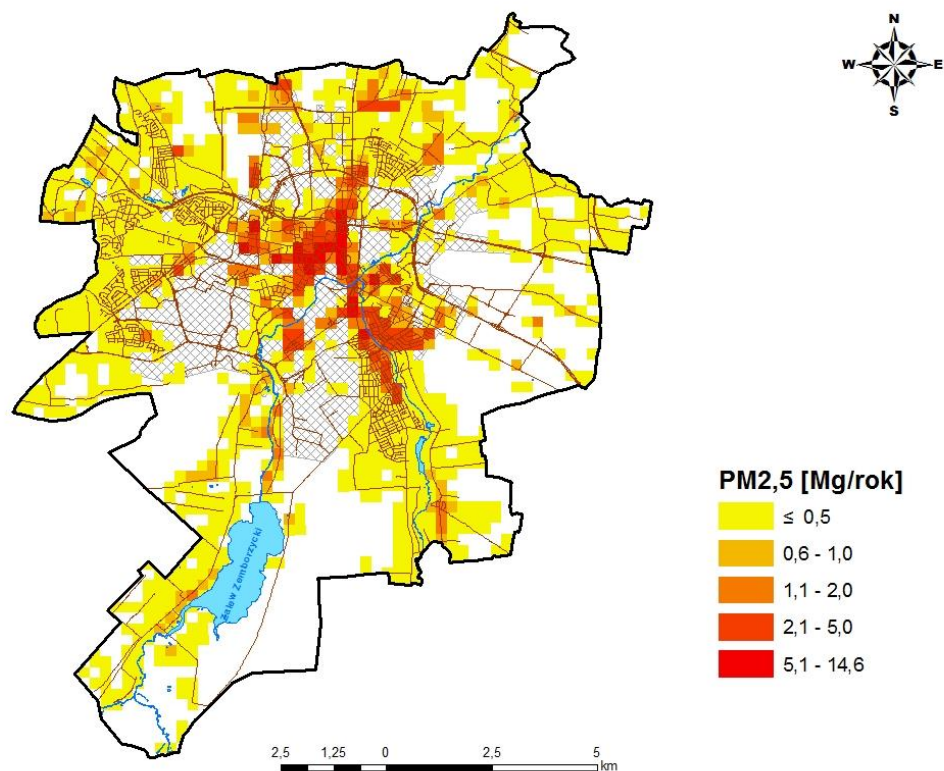 N
W E
S
Zalew Zemborzycki
PM2,5 [Mg/rok]
≤ 0,5
0,6 - 1,0
1,1 - 2,0
2,1 - 5,0
5,1 - 14,6
2,5 1,25 0 2,5 5
km